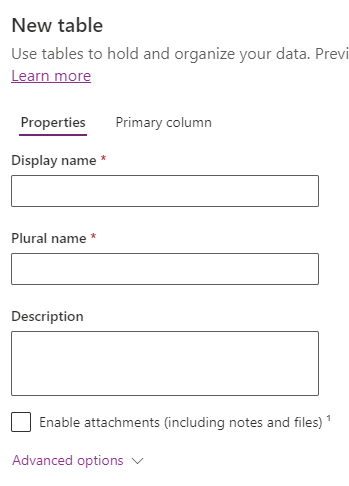 New table
Use tables to hold and organize your data. Previ
Learn more
Properties Primary column
Display name *
Plural name *
Description
Enable attachments (including notes and files) ¹
Advanced options